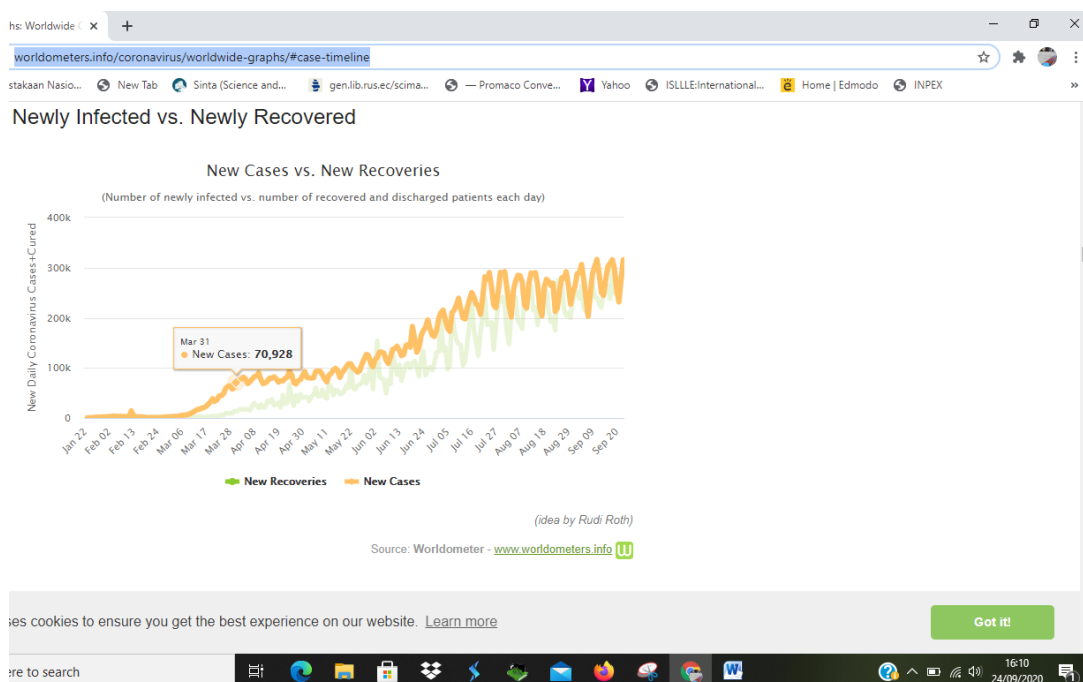 hs: Worldwide
worldometers.info/coronavirus/worldwide-graphs/#case-timeline
stakaan Nasio... New Tab Sinta (Science and... gen.lib.rus.ec/scima... — Promaco Conve... Yahoo ISLLLE:International... Home | Edmodo INPEX »
Newly Infected vs. Newly Recovered
New Cases vs. New Recoveries
(Number of newly infected vs. number of recovered and discharged patients each day)
New Daily Coronavirus Cases+Cured
400k
300k
200k
100k
0
Mar 31
New Cases: 70,928
Jan 22 Feb 02 Feb 13 Feb 24 Mar 06 Mar 17 Mar 28 Apr 08 Apr 19 Apr 30 May 11 May 22 Jun 02 Jun 13 Jun 24 Jul 05 Jul 16 Jul 27 Aug 07 Aug 18 Aug 29 Sep 09 Sep 20
New Recoveries New Cases
(idea by Rudi Roth)
Source: Worldometer - www.worldometers.info
ses cookies to ensure you get the best experience on our website. Learn more
Got it!
ere to search
16:10
24/09/2020